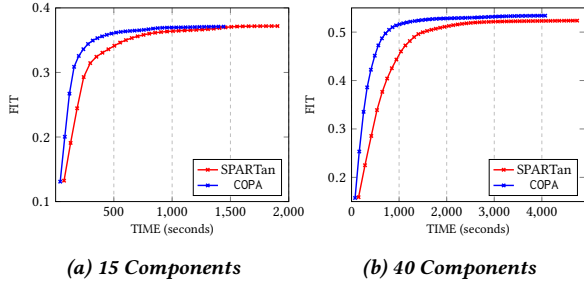 0.4
0.3
0.2
0.1
FIT
500
1,000
1,500
2,000
TIME (seconds)
SPARTan
COPA
(a) 15 Components
0.5
0.4
0.3
0.2
FIT
0
1,000
2,000
3,000
4,000
TIME (seconds)
SPARTan
COPA
(b) 40 Components